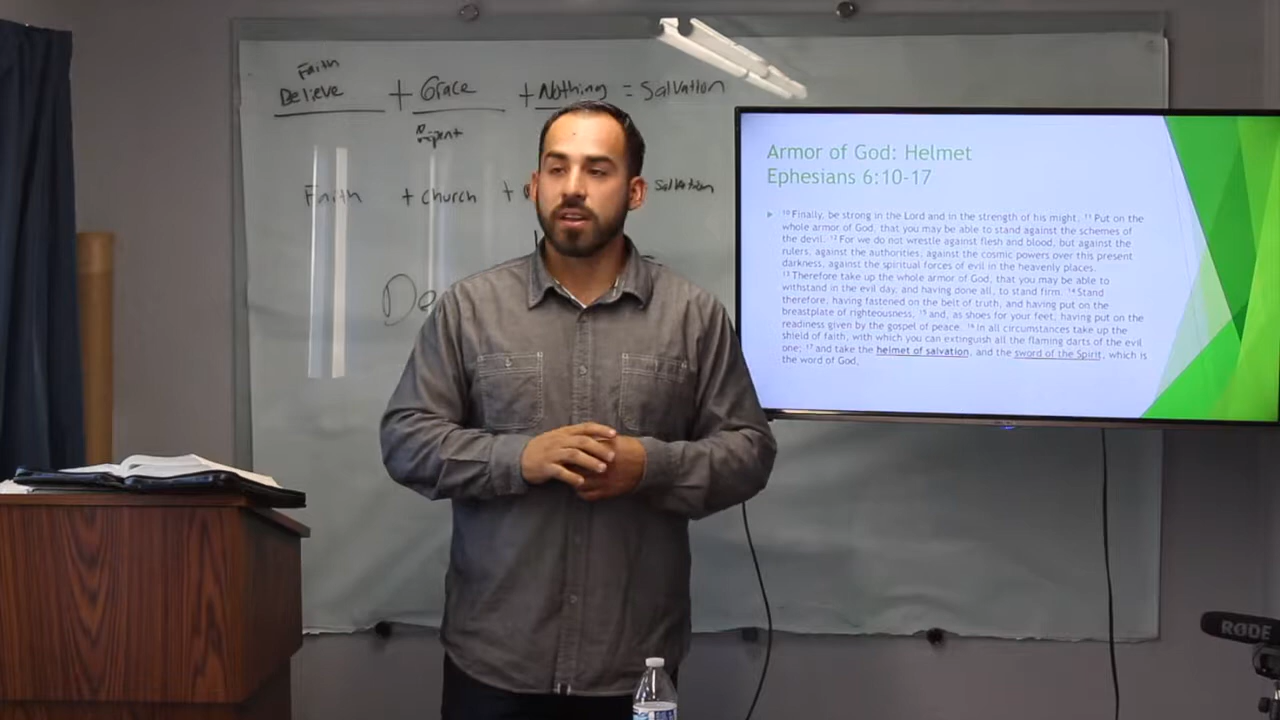 Faith
Believe + Grace + Nothing = Salvation
Repent
Faith + Church + Salvation
De
Armor of God: Helmet
Ephesians 6:10-17
10 Finally, be strong in the Lord and in the strength of his might. 11 Put on the
whole armor of God, that you may be able to stand against the schemes of
the devil. 12 For we do not wrestle against flesh and blood, but against the
rulers, against the authorities, against the cosmic powers over this present
darkness, against the spiritual forces of evil in the heavenly places.
13 Therefore take up the whole armor of God, that you may be able to
withstand in the evil day, and having done all, to stand firm. 14 Stand
therefore, having fastened on the belt of truth, and having put on the
breastplate of righteousness, 15 and, as shoes for your feet, having put on the
readiness given by the gospel of peace. 16 In all circumstances take up the
shield of faith, with which you can extinguish all the flaming darts of the evil
one; 17 and take the helmet of salvation, and the sword of the Spirit, which is
the word of God,
RØDE